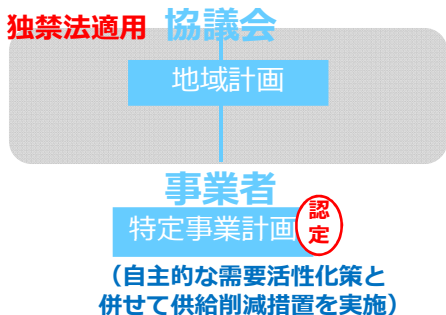 独禁法適用 協議会
地域計画
事業者
特定事業計画 認定
（自主的な需要活性化策と
併せて供給削減措置を実施）